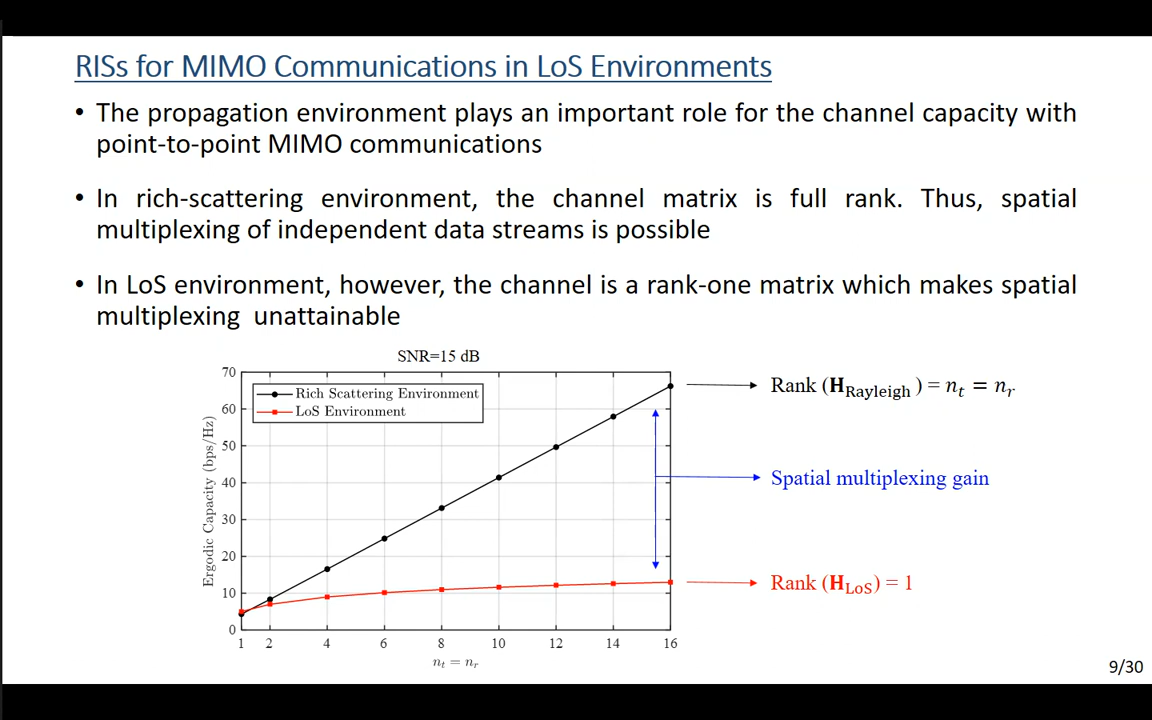 RISs for MIMO Communications in LoS Environments
• The propagation environment plays an important role for the channel capacity with
point-to-point MIMO communications
• In rich-scattering environment, the channel matrix is full rank. Thus, spatial
multiplexing of independent data streams is possible
• In LoS environment, however, the channel is a rank-one matrix which makes spatial
multiplexing unattainable
SNR=15 dB
Rich Scattering Environment
LoS Environment
Ergodic Capacity (bps/Hz)
70
60
50
40
30
20
10
0
1 2 4 6 8 10 12 14 16
n_t = n_r
Rank (H_Rayleigh) = n_t = n_r
Spatial multiplexing gain
Rank (H_LoS) = 1
9/30